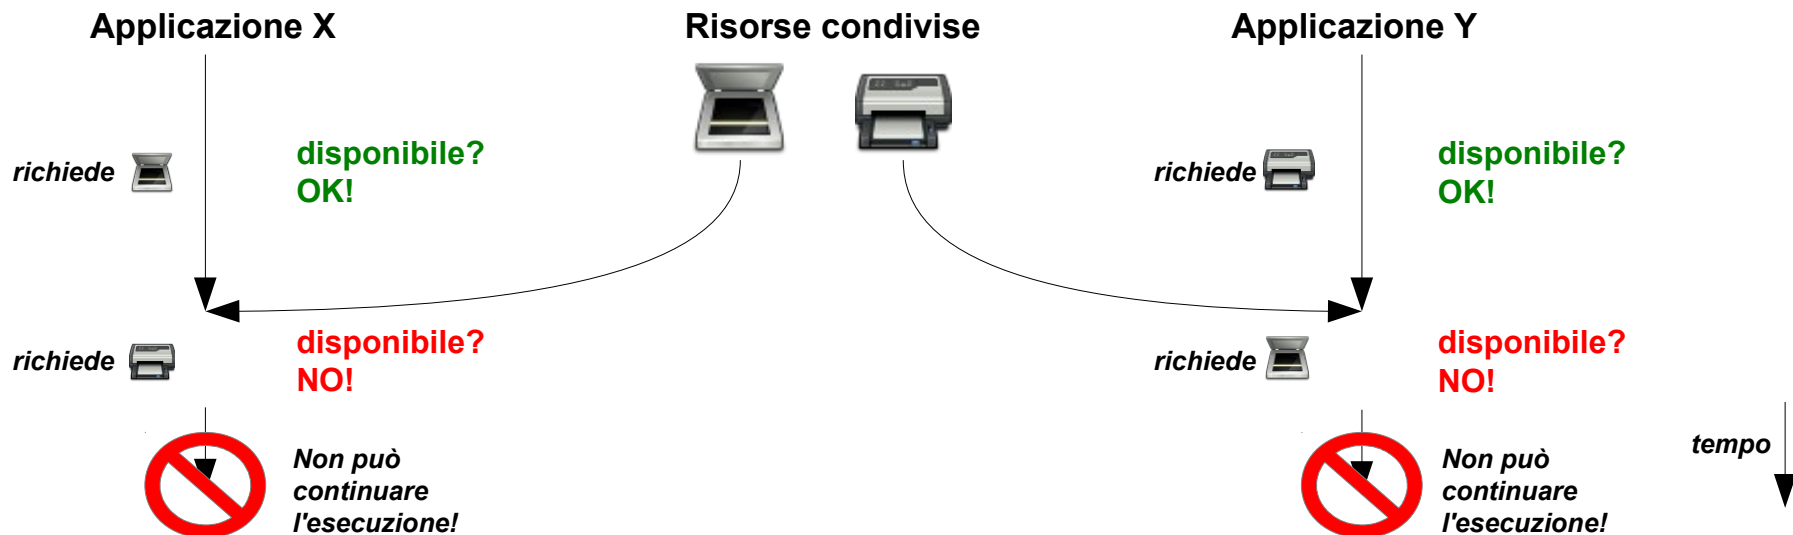 Applicazione X
Risorse condivise
Applicazione Y
richiede
disponibile?
OK!
richiede
disponibile?
OK!
richiede
disponibile?
NO!
richiede
disponibile?
NO!
Non può
continuare
l'esecuzione!
Non può
continuare
l'esecuzione!
tempo